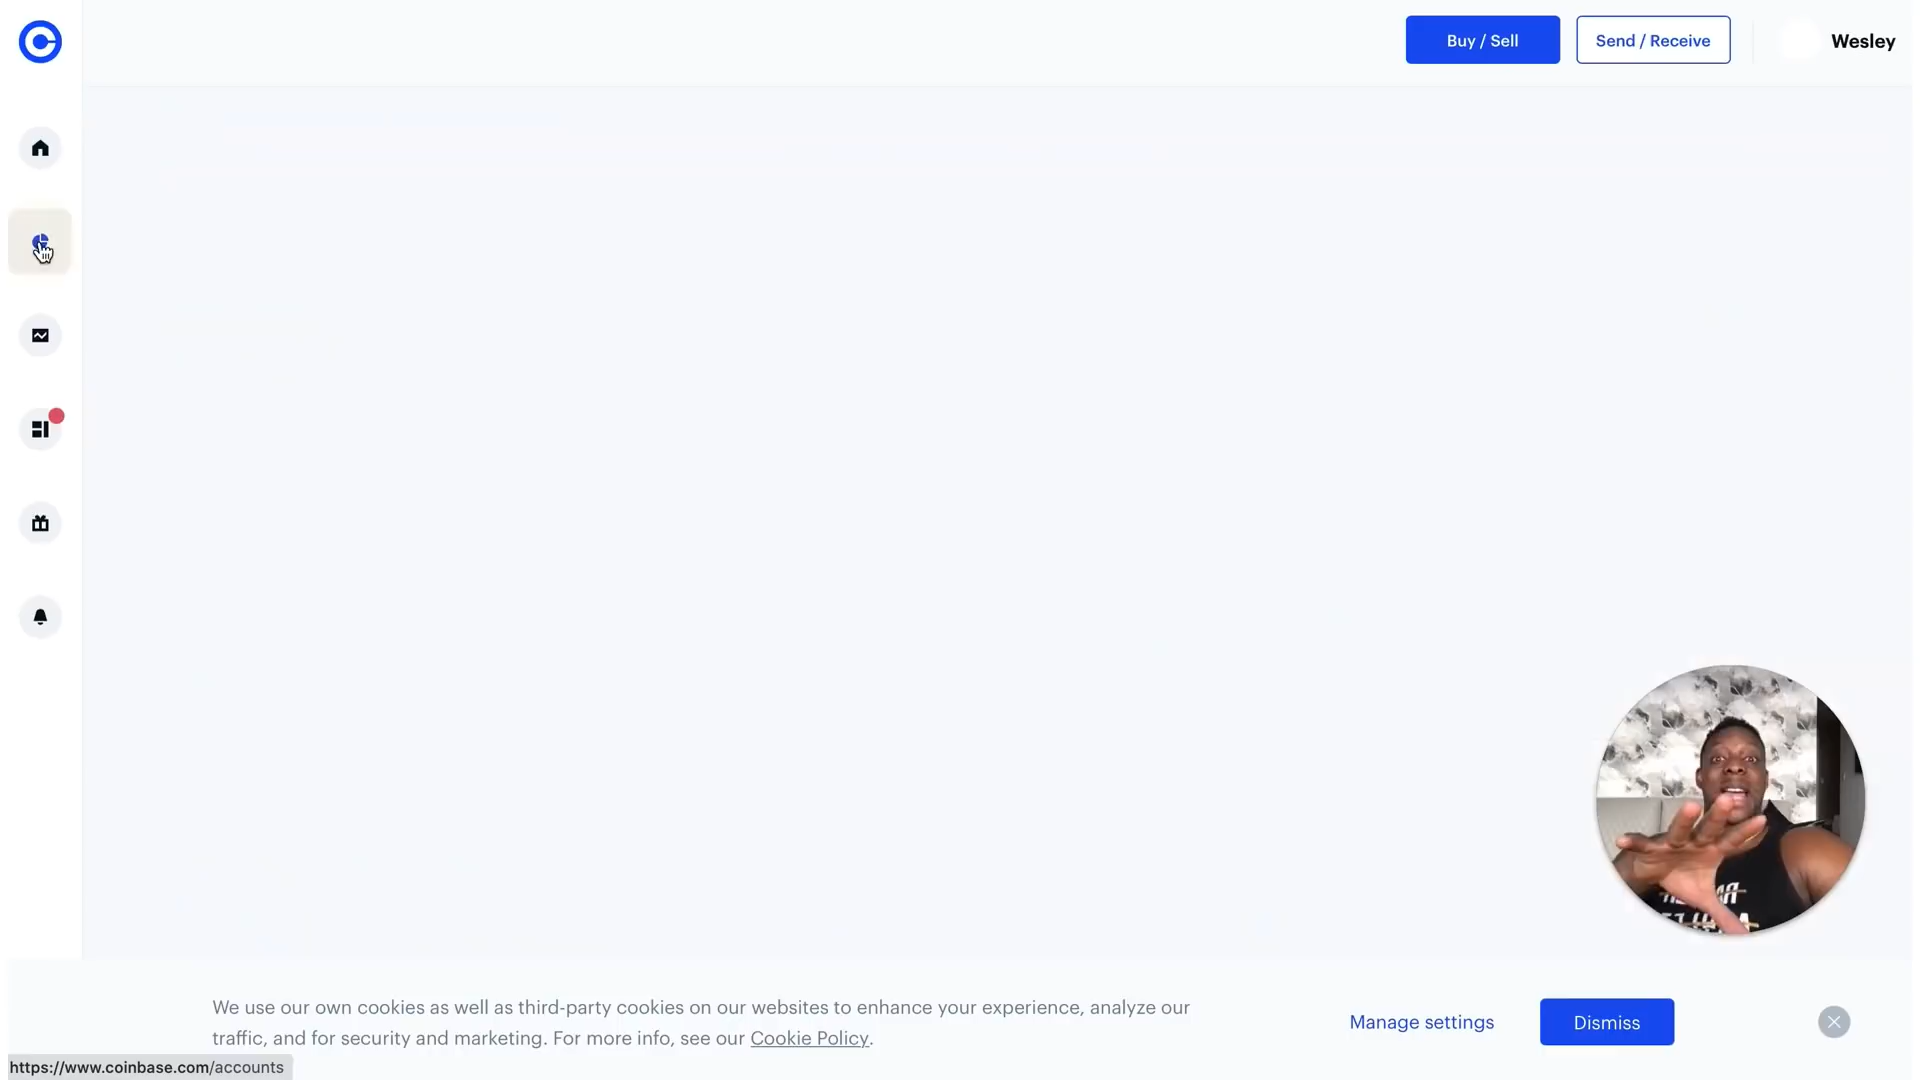 Buy / Sell
Send / Receive
Wesley
We use our own cookies as well as third-party cookies on our websites to enhance your experience, analyze our
traffic, and for security and marketing. For more info, see our Cookie Policy.
Manage settings
Dismiss
https://www.coinbase.com/accounts